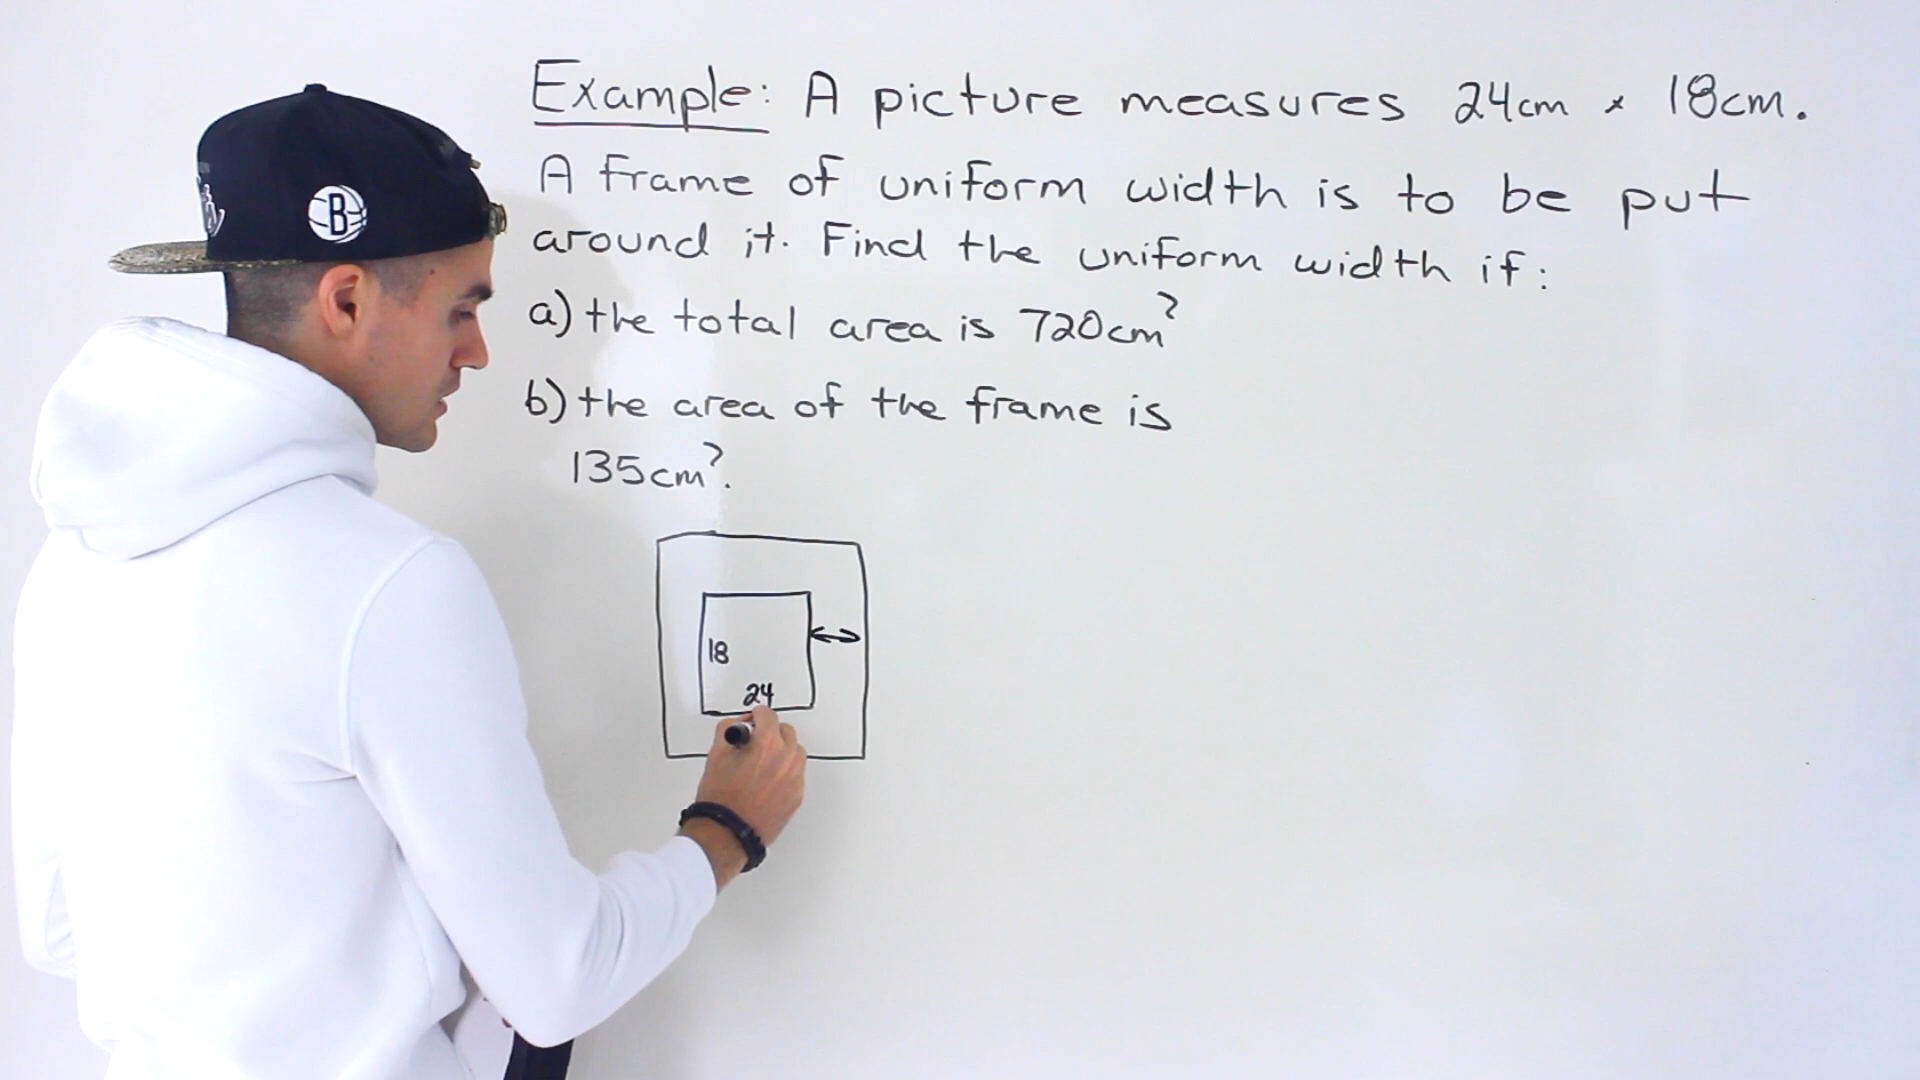 Example: A picture measures 24cm × 18cm.
A frame of uniform width is to be put
around it. Find the uniform width if:
a) the total area is 720cm²
b) the area of the frame is
135cm².
18
24
B